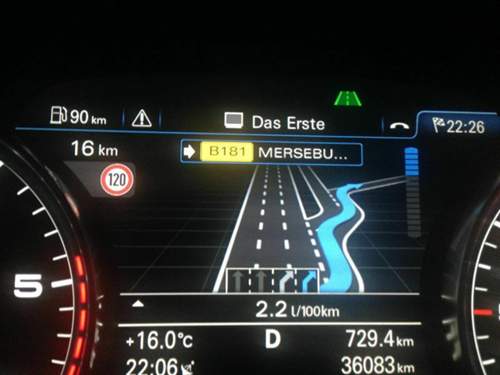 90 km
Das Erste
22:26
16 km
B181 MERSEBU...
120
5
2.2 l/100km
+16.0°C D 729.4 km
22:06 36083 km